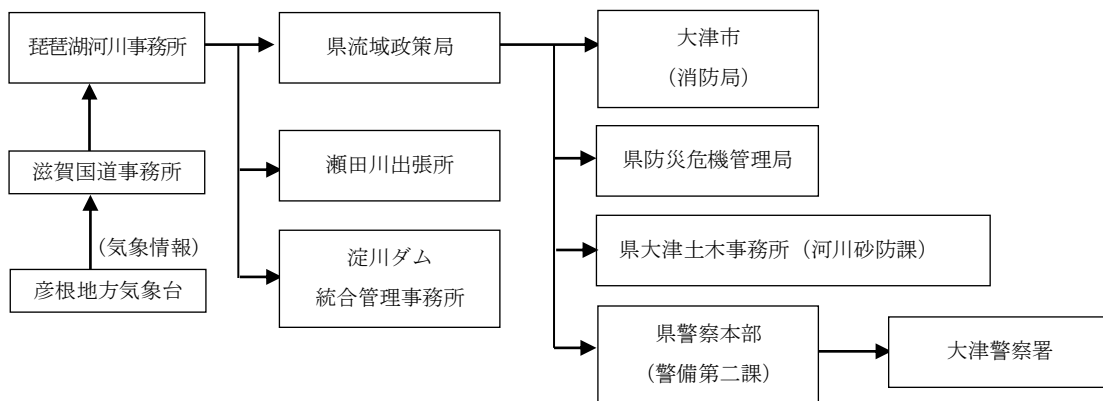 琵琶湖河川事務所
県流域政策局
大津市
（消防局）
滋賀国道事務所
瀬田川出張所
県防災危機管理局
(気象情報)
彦根地方気象台
淀川ダム
統合管理事務所
県大津土木事務所（河川砂防課）
県警察本部
（警備第二課）
大津警察署